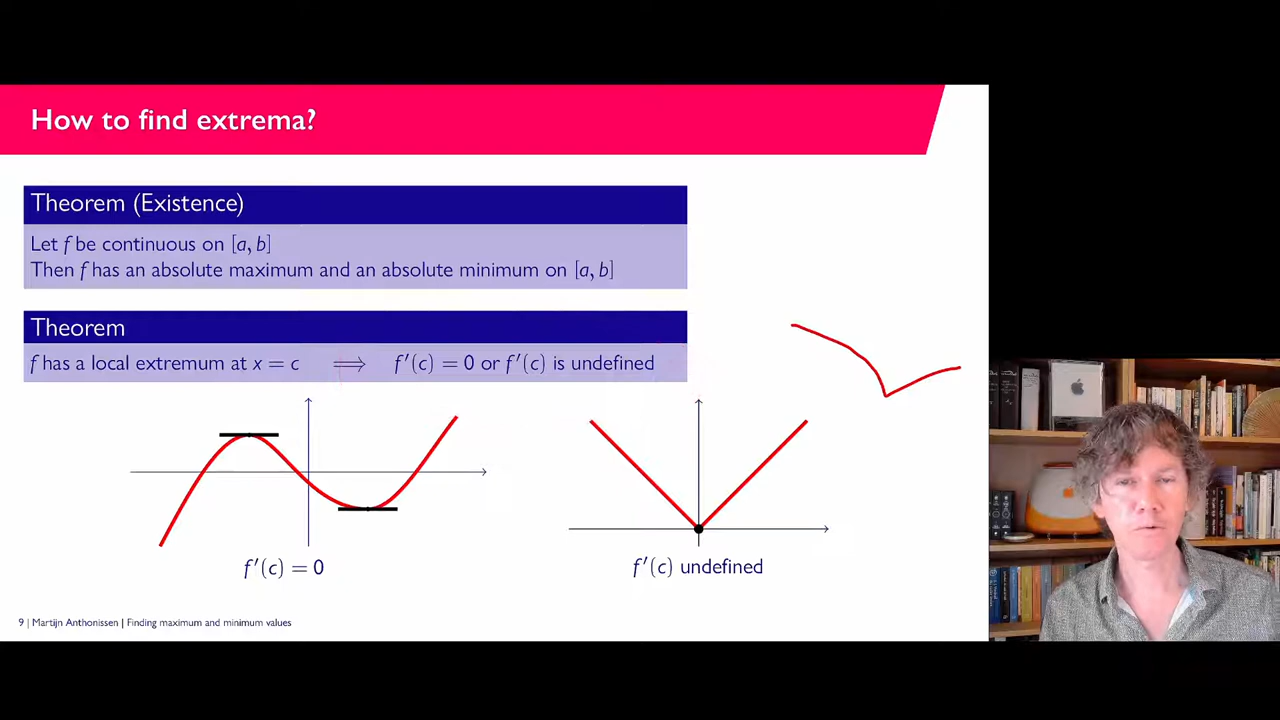 How to find extrema?
Theorem (Existence)
Let f be continuous on [a, b]
Then f has an absolute maximum and an absolute minimum on [a, b]
Theorem
f has a local extremum at x = c ⟹ f′(c) = 0 or f′(c) is undefined
f′(c) = 0
f′(c) undefined
9 | Martijn Anthonissen | Finding maximum and minimum values